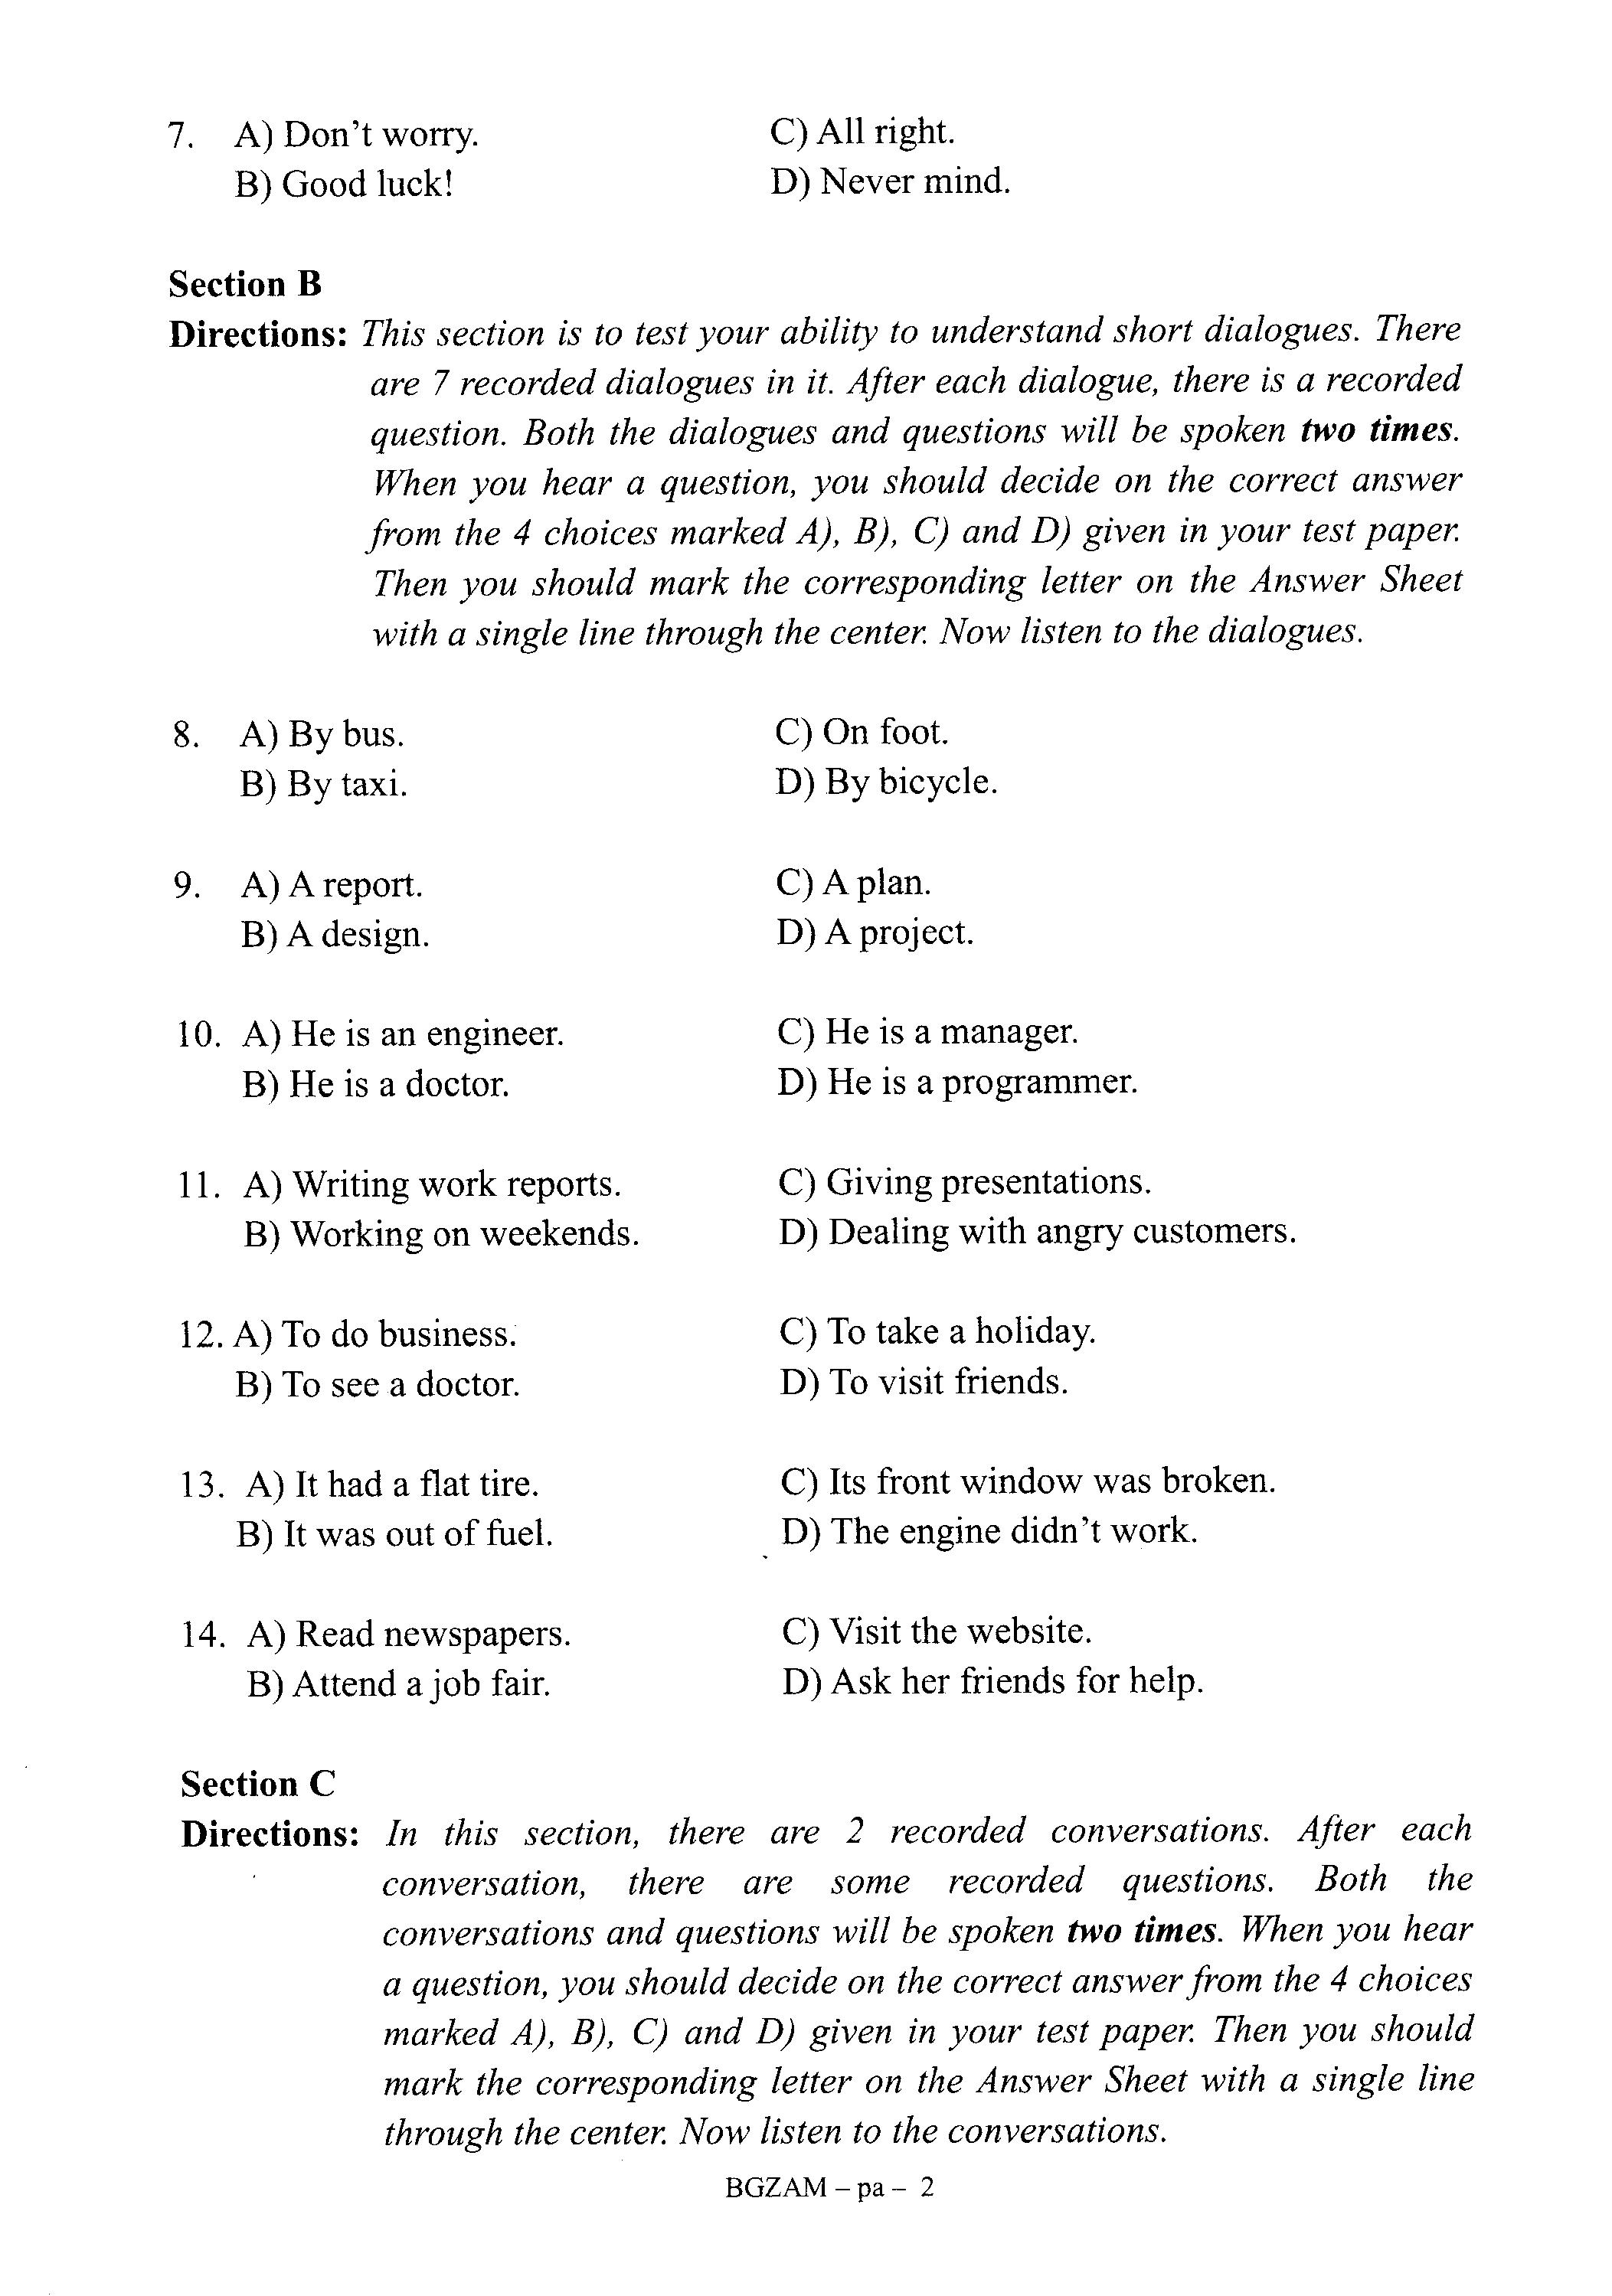 7. A) Don't worry. C) All right.
B) Good luck! D) Never mind.
Section B
Directions: This section is to test your ability to understand short dialogues. There
are 7 recorded dialogues in it. After each dialogue, there is a recorded
question. Both the dialogues and questions will be spoken two times.
When you hear a question, you should decide on the correct answer
from the 4 choices marked A), B), C) and D) given in your test paper.
Then you should mark the corresponding letter on the Answer Sheet
with a single line through the center. Now listen to the dialogues.
8. A) By bus. C) On foot.
B) By taxi. D) By bicycle.
9. A) A report. C) A plan.
B) A design. D) A project.
10. A) He is an engineer. C) He is a manager.
B) He is a doctor. D) He is a programmer.
11. A) Writing work reports. C) Giving presentations.
B) Working on weekends. D) Dealing with angry customers.
12. A) To do business. C) To take a holiday.
B) To see a doctor. D) To visit friends.
13. A) It had a flat tire. C) Its front window was broken.
B) It was out of fuel. D) The engine didn't work.
14. A) Read newspapers. C) Visit the website.
B) Attend a job fair. D) Ask her friends for help.
Section C
Directions: In this section, there are 2 recorded conversations. After each
conversation, there are some recorded questions. Both the
conversations and questions will be spoken two times. When you hear
a question, you should decide on the correct answer from the 4 choices
marked A), B), C) and D) given in your test paper. Then you should
mark the corresponding letter on the Answer Sheet with a single line
through the center. Now listen to the conversations.
BGZAM – pa – 2